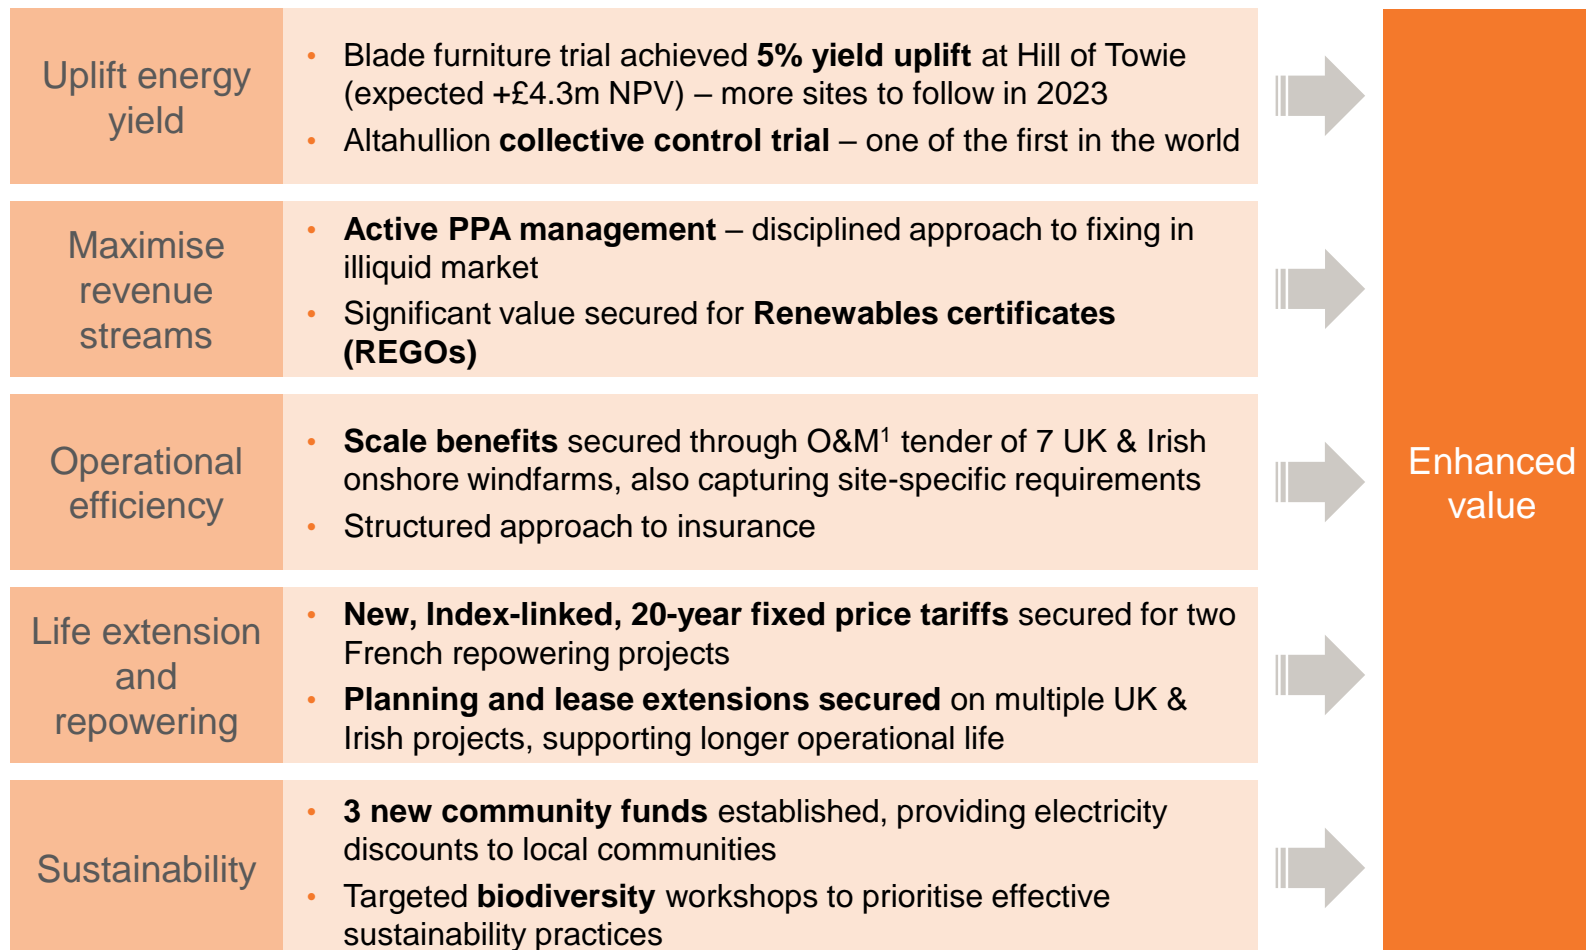 Uplift energy
yield
• Blade furniture trial achieved 5% yield uplift at Hill of Towie
(expected +£4.3m NPV) – more sites to follow in 2023
• Altahullion collective control trial – one of the first in the world
Maximise
revenue
streams
• Active PPA management – disciplined approach to fixing in
illiquid market
• Significant value secured for Renewables certificates
(REGOs)
Operational
efficiency
• Scale benefits secured through O&M¹ tender of 7 UK & Irish
onshore windfarms, also capturing site-specific requirements
• Structured approach to insurance
Life extension
and
repowering
• New, Index-linked, 20-year fixed price tariffs secured for two
French repowering projects
• Planning and lease extensions secured on multiple UK &
Irish projects, supporting longer operational life
Sustainability
• 3 new community funds established, providing electricity
discounts to local communities
• Targeted biodiversity workshops to prioritise effective
sustainability practices
Enhanced
value